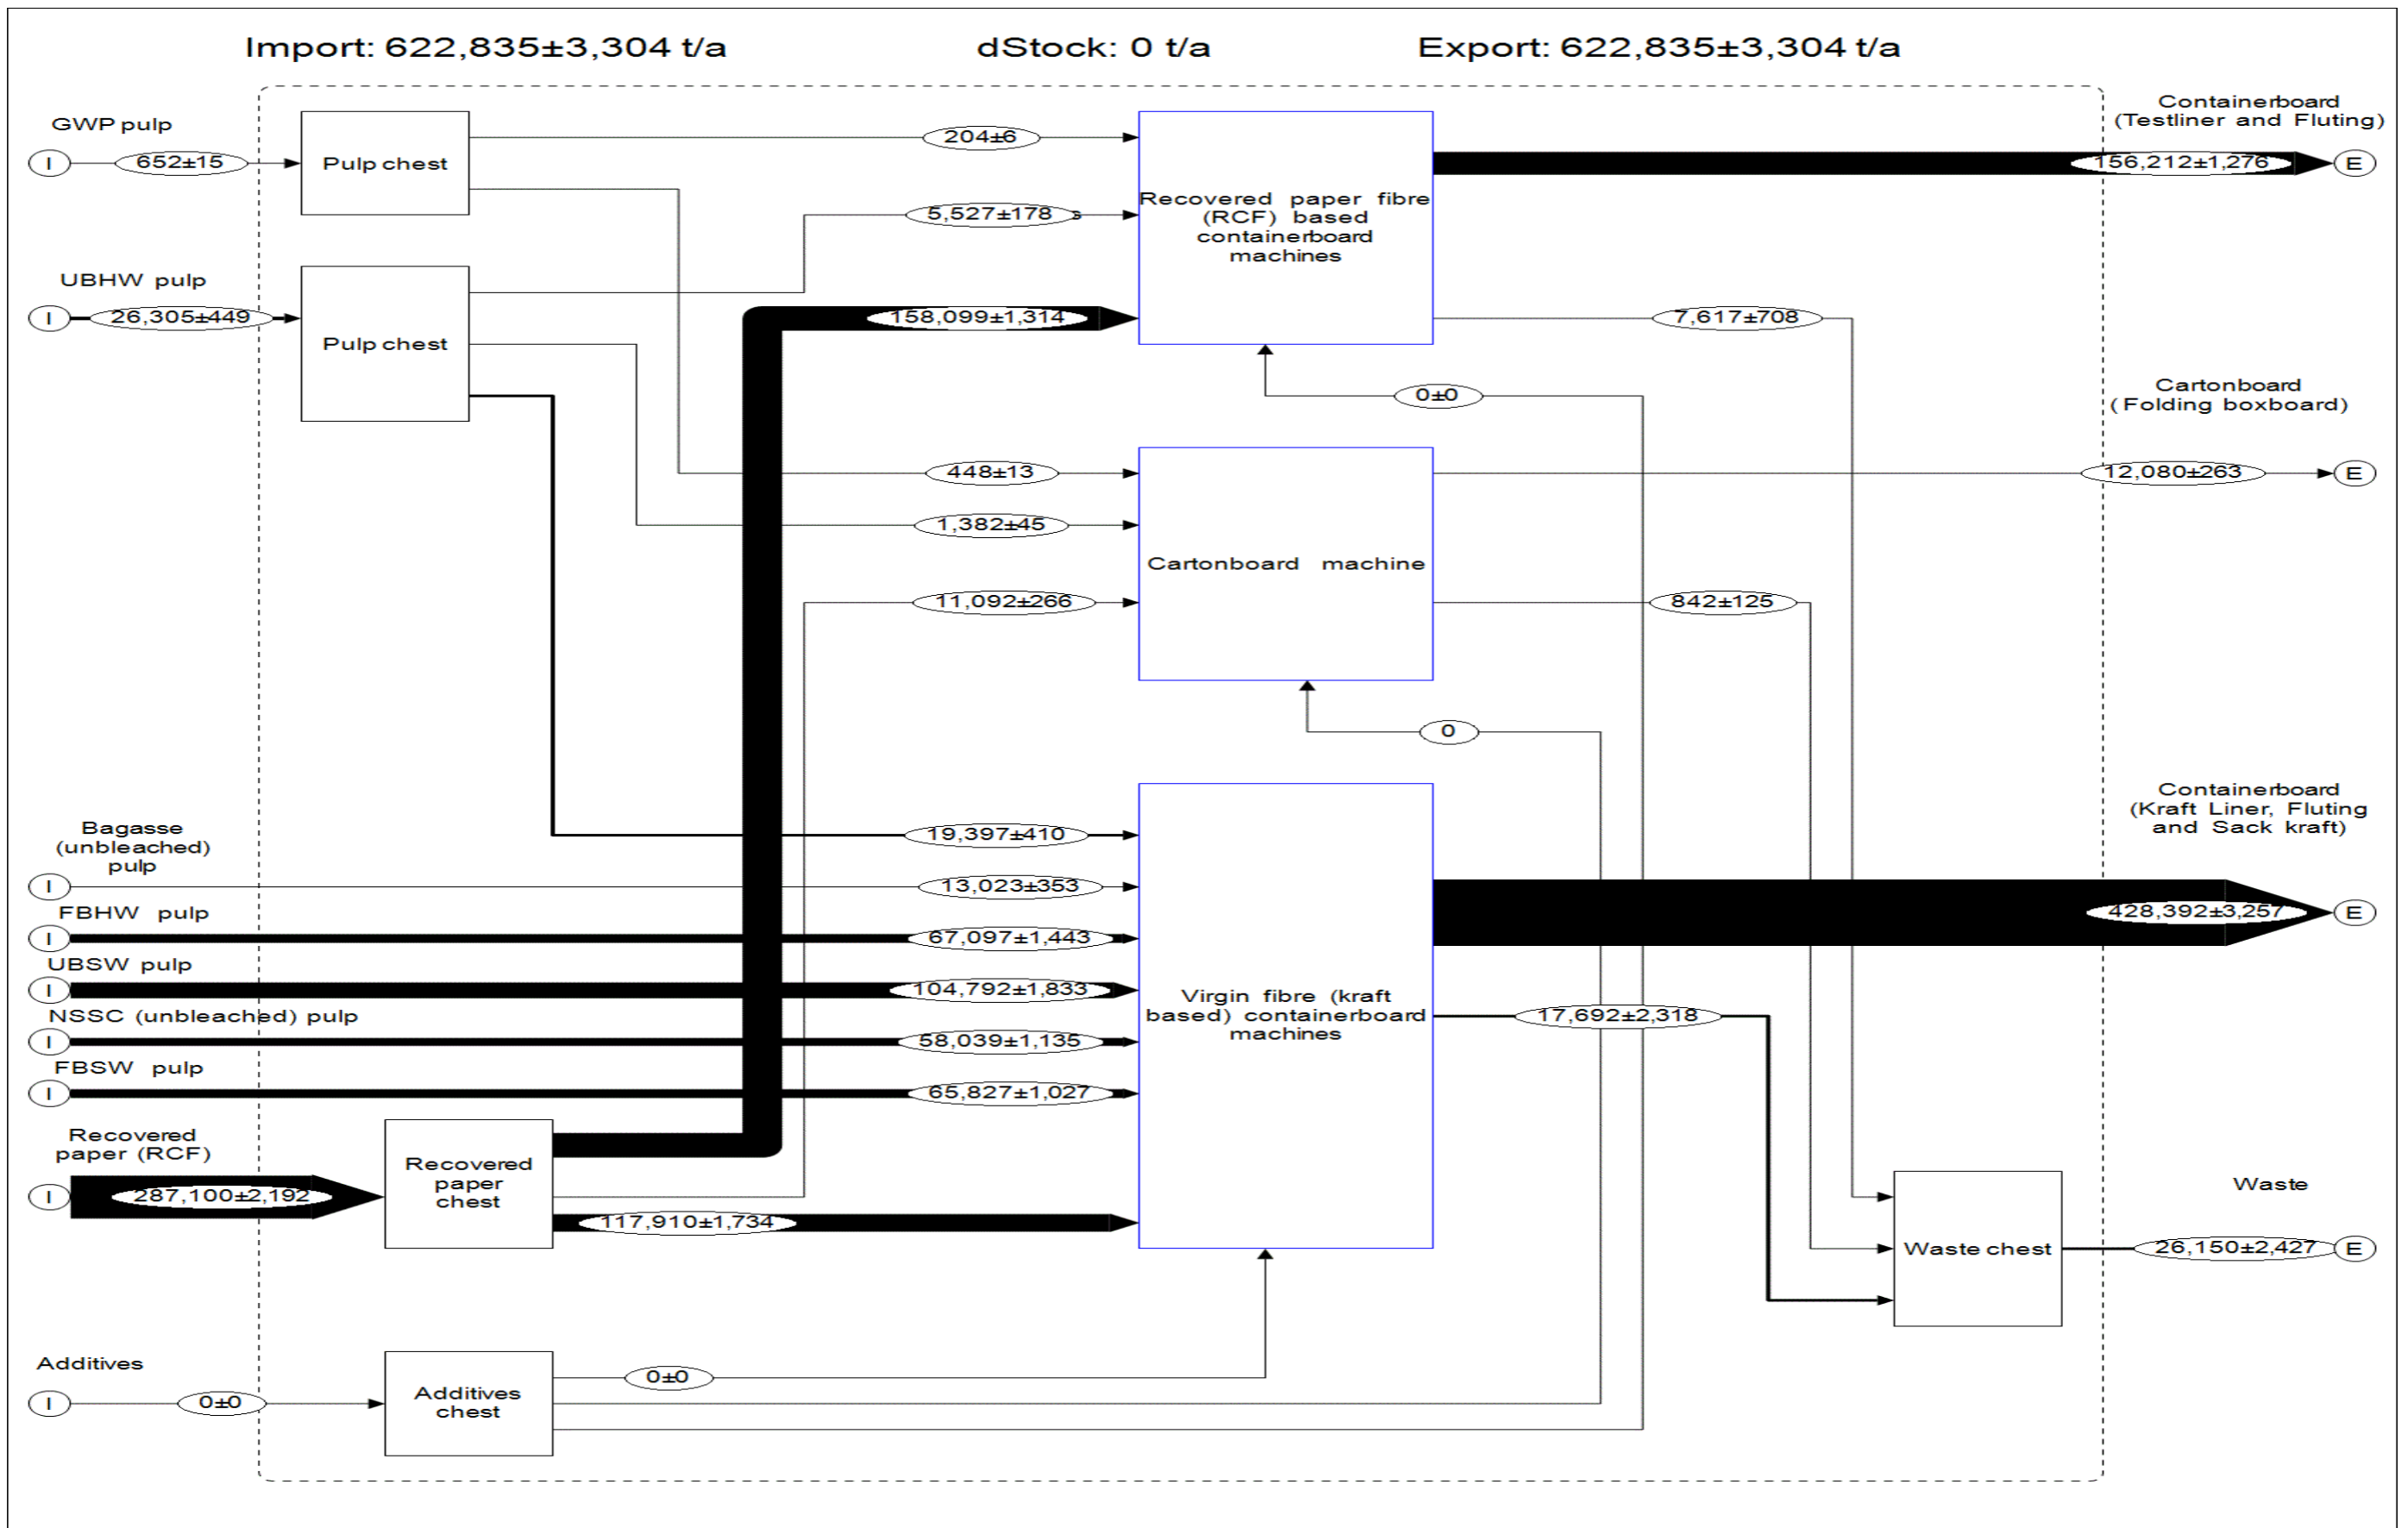 Import: 622,835±3,304 t/a
dStock: 0 t/a
Export: 622,835±3,304 t/a
GWP pulp
I
652±15
Pulp chest
204±6
5,527±178
Recovered paper fibre
(RCF) based
containerboard
machines
Containerboard
(Testliner and Fluting)
156,212±1,276
E
UBHW pulp
I
26,305±449
Pulp chest
158,099±1,314
7,617±708
0±0
Cartonboard
(Folding boxboard)
448±13
1,382±45
11,092±266
Cartonboard machine
12,080±263
E
842±125
0
Bagasse
(unbleached)
pulp
I
19,397±410
13,023±353
FBHW pulp
I
67,097±1,443
UBSW pulp
I
104,792±1,833
NSSC (unbleached) pulp
I
58,039±1,135
FBSW pulp
I
65,827±1,027
Virgin fibre (kraft
based) containerboard
machines
Containerboard
(Kraft Liner, Fluting
and Sack kraft)
428,392±3,257
E
17,692±2,318
Recovered
paper (RCF)
I
287,100±2,192
Recovered
paper
chest
117,910±1,734
Waste
Waste chest
26,150±2,427
E
Additives
I
0±0
Additives
chest
0±0